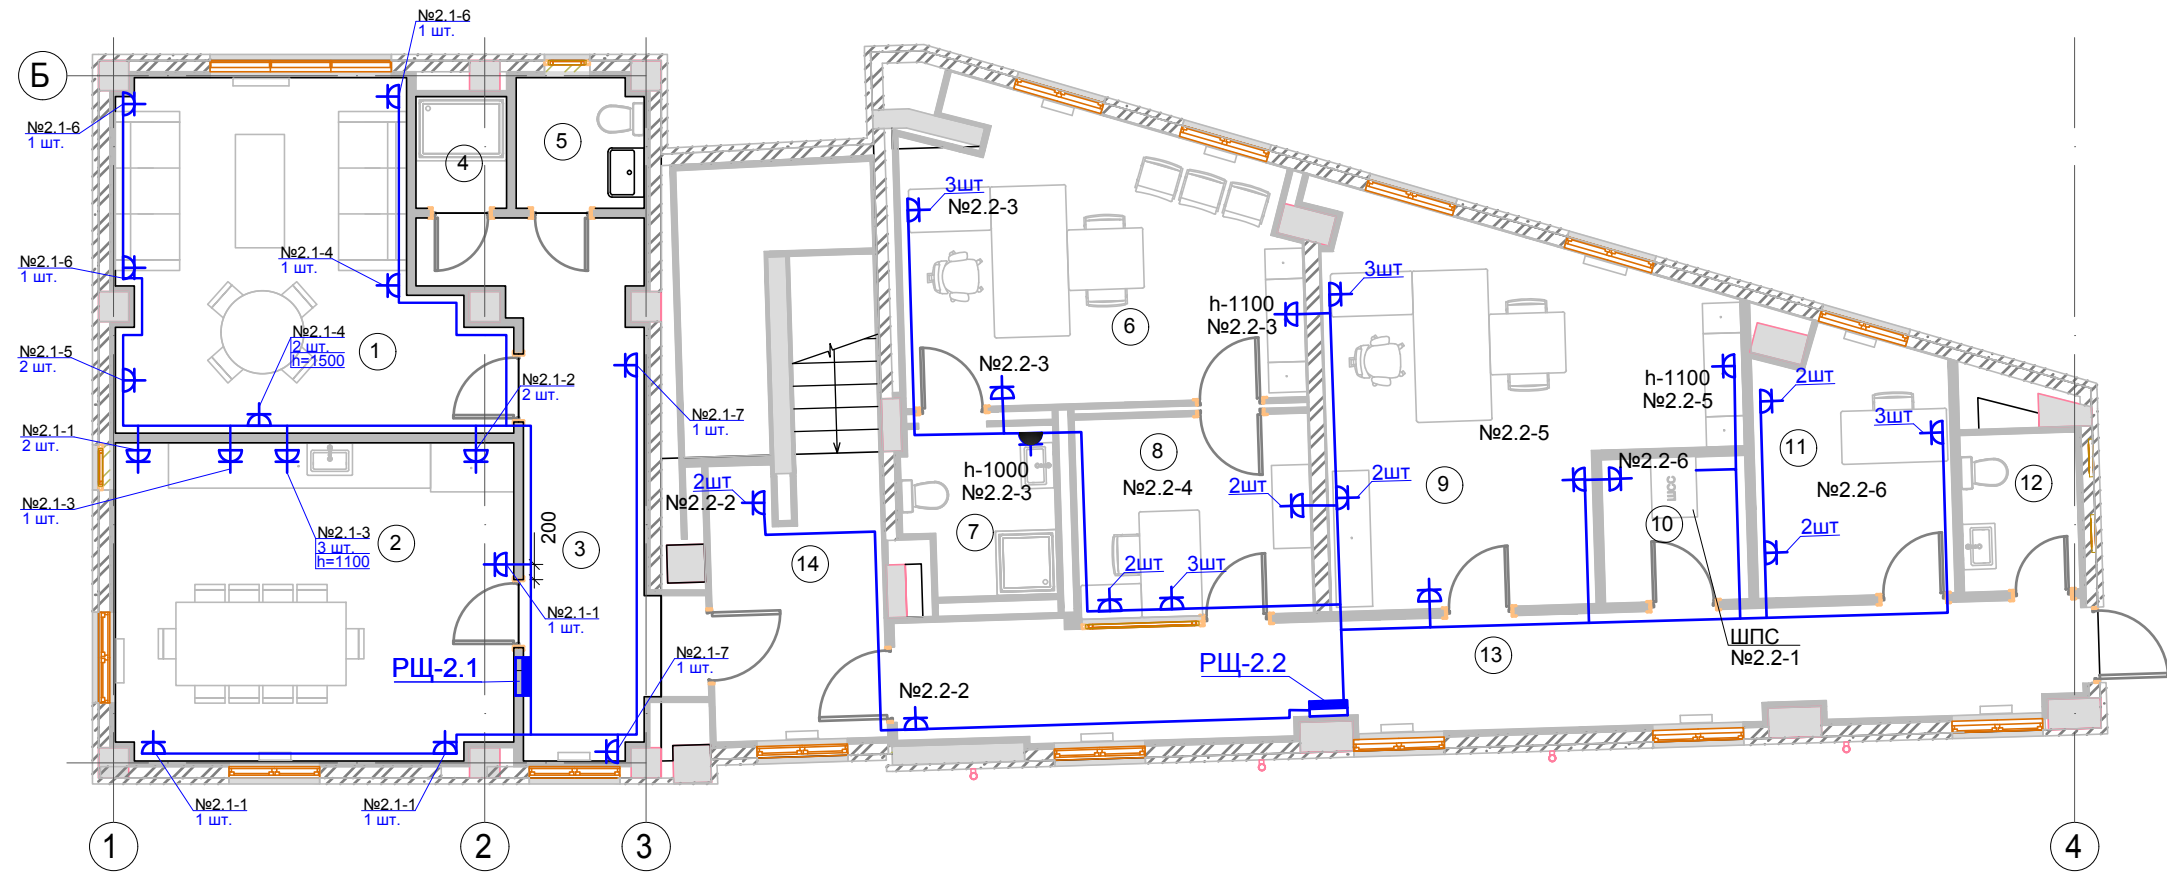 №2.1-6
1 шт.
Б
№2.1-6
1 шт.
5
4
3шт
№2.2-3
№2.1-6
1 шт.
№2.1-4
1 шт.
3шт
h-1100
№2.2-3
6
№2.1-4
2 шт.
h=1500
1
№2.1-5
2 шт.
№2.2-3
h-1100
№2.2-5
2шт
№2.1-2
2 шт.
№2.1-7
1 шт.
3шт
№2.1-1
2 шт.
№2.2-5
8
11
№2.2-6
h-1000
№2.2-3
2шт
№2.2-2
№2.2-4
2шт
2шт
9
шсс
№2.2-6
12
№2.1-3
1 шт.
№2.1-3
3 шт.
h=1100
2
200
3
7
10
2шт
14
2шт
3шт
№2.1-1
1 шт.
РЩ-2.1
№2.1-7
1 шт.
РЩ-2.2
13
ШПС
№2.2-1
№2.2-2
№2.1-1
1 шт.
№2.1-1
1 шт.
1
2
3
4